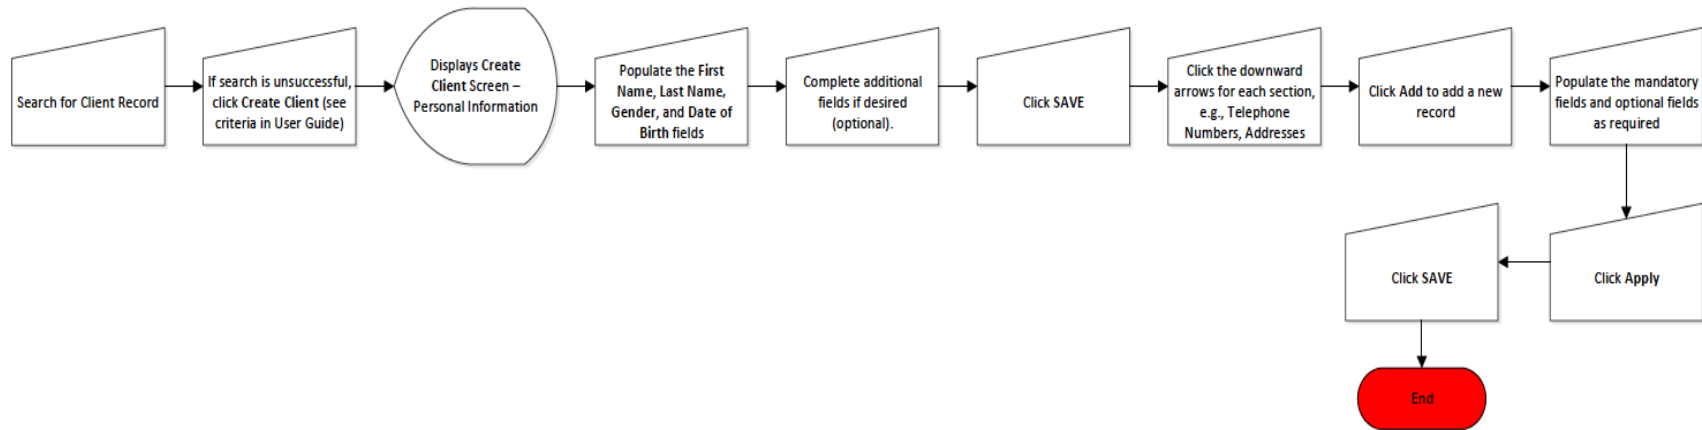 Search for Client Record
If search is unsuccessful,
click Create Client (see
criteria in User Guide)
Displays Create
Client Screen –
Personal Information
Populate the First
Name, Last Name,
Gender, and Date of
Birth fields
Complete additional
fields if desired
(optional).
Click SAVE
Click the downward
arrows for each section,
e.g., Telephone
Numbers, Addresses
Click Add to add a new
record
Populate the mandatory
fields and optional fields
as required
Click Apply
Click SAVE
End